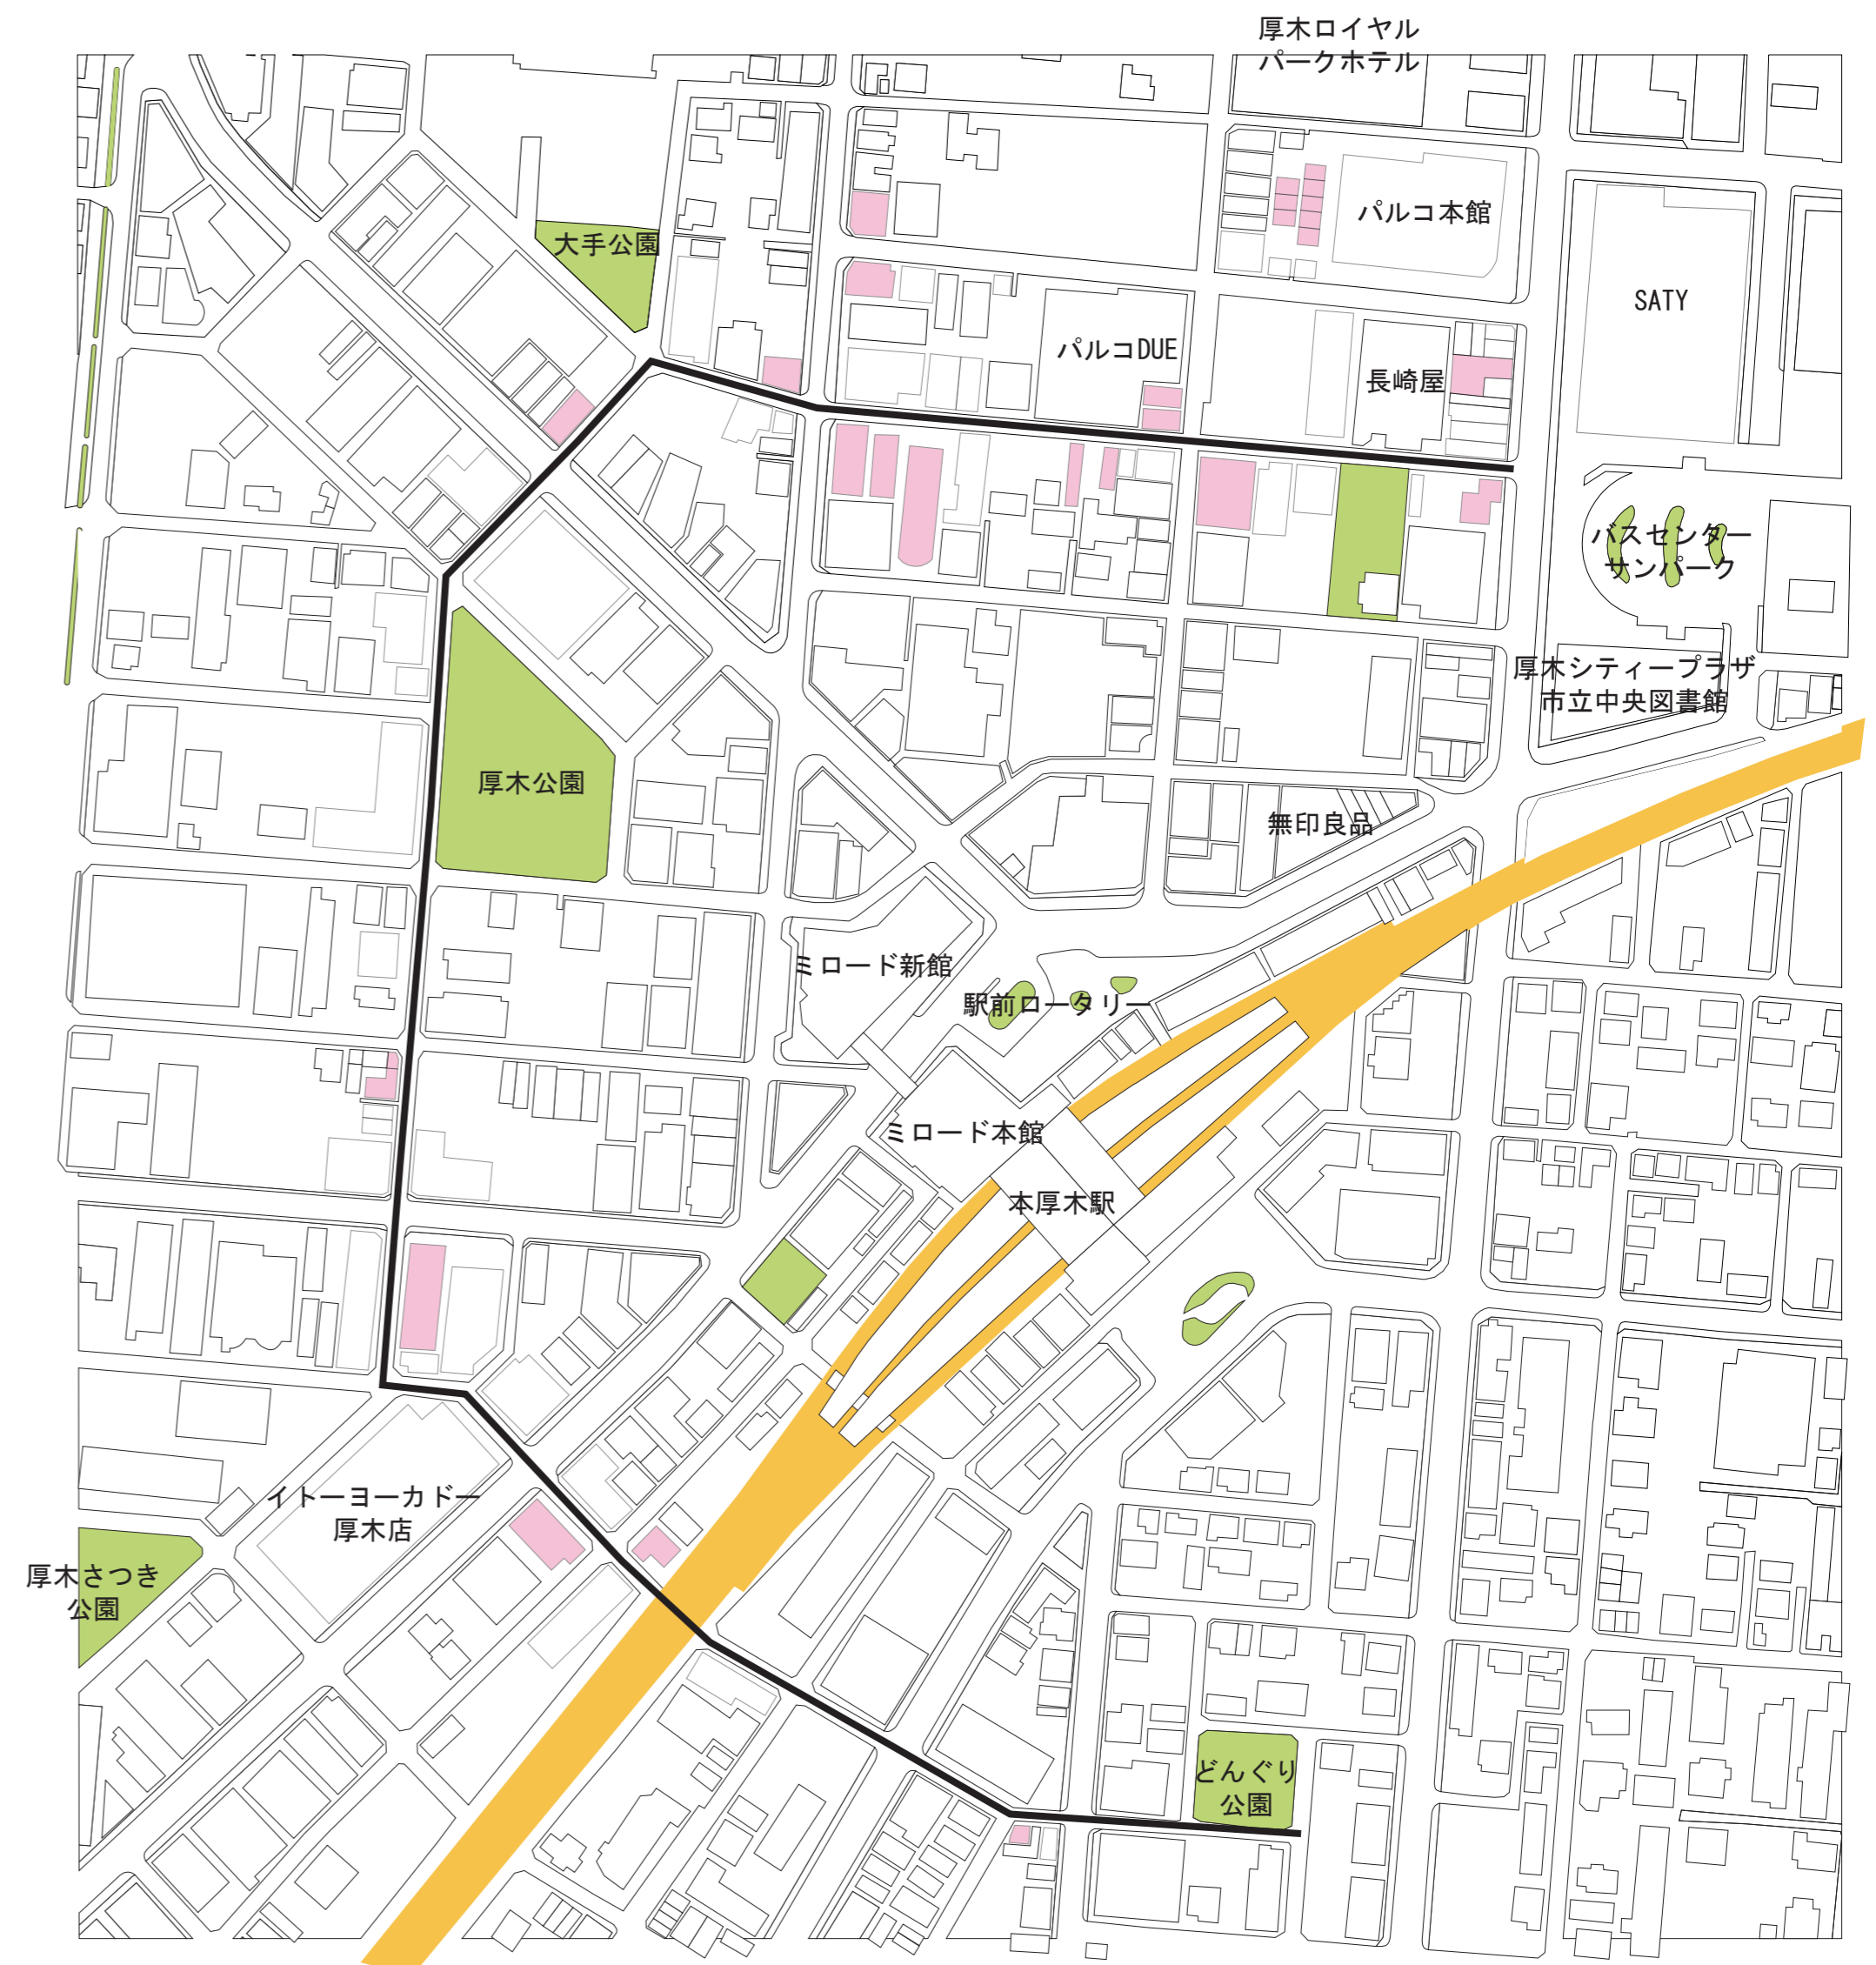 厚木ロイヤル
パークホテル
パルコ本館
大手公園
SATY
パルコDUE
長崎屋
バスセンター
サンパーク
厚木シティープラザ
市立中央図書館
厚木公園
無印良品
ミロード新館
駅前ロータリー
ミロード本館
本厚木駅
イトーヨーカドー
厚木店
厚木さつき
公園
どんぐり
公園